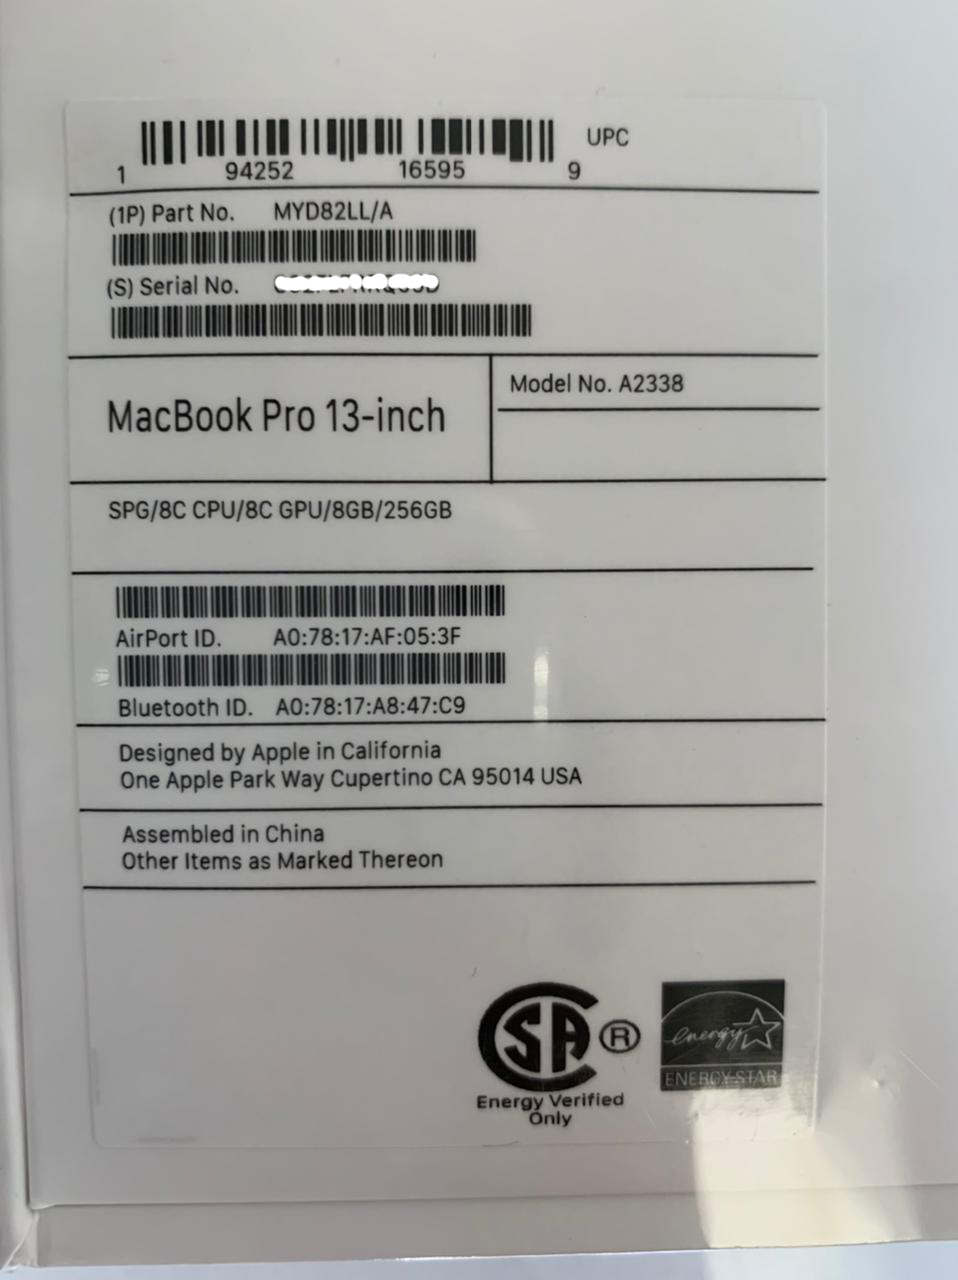 UPC
1 94252 16595 9
(1P) Part No. MYD82LL/A
(S) Serial No.
MacBook Pro 13-inch
Model No. A2338
SPG/8C CPU/8C GPU/8GB/256GB
AirPort ID. A0:78:17:AF:05:3F
Bluetooth ID. A0:78:17:A8:47:C9
Designed by Apple in California
One Apple Park Way Cupertino CA 95014 USA
Assembled in China
Other Items as Marked Thereon
SA ®
energy
ENERGY STAR
Energy Verified
Only